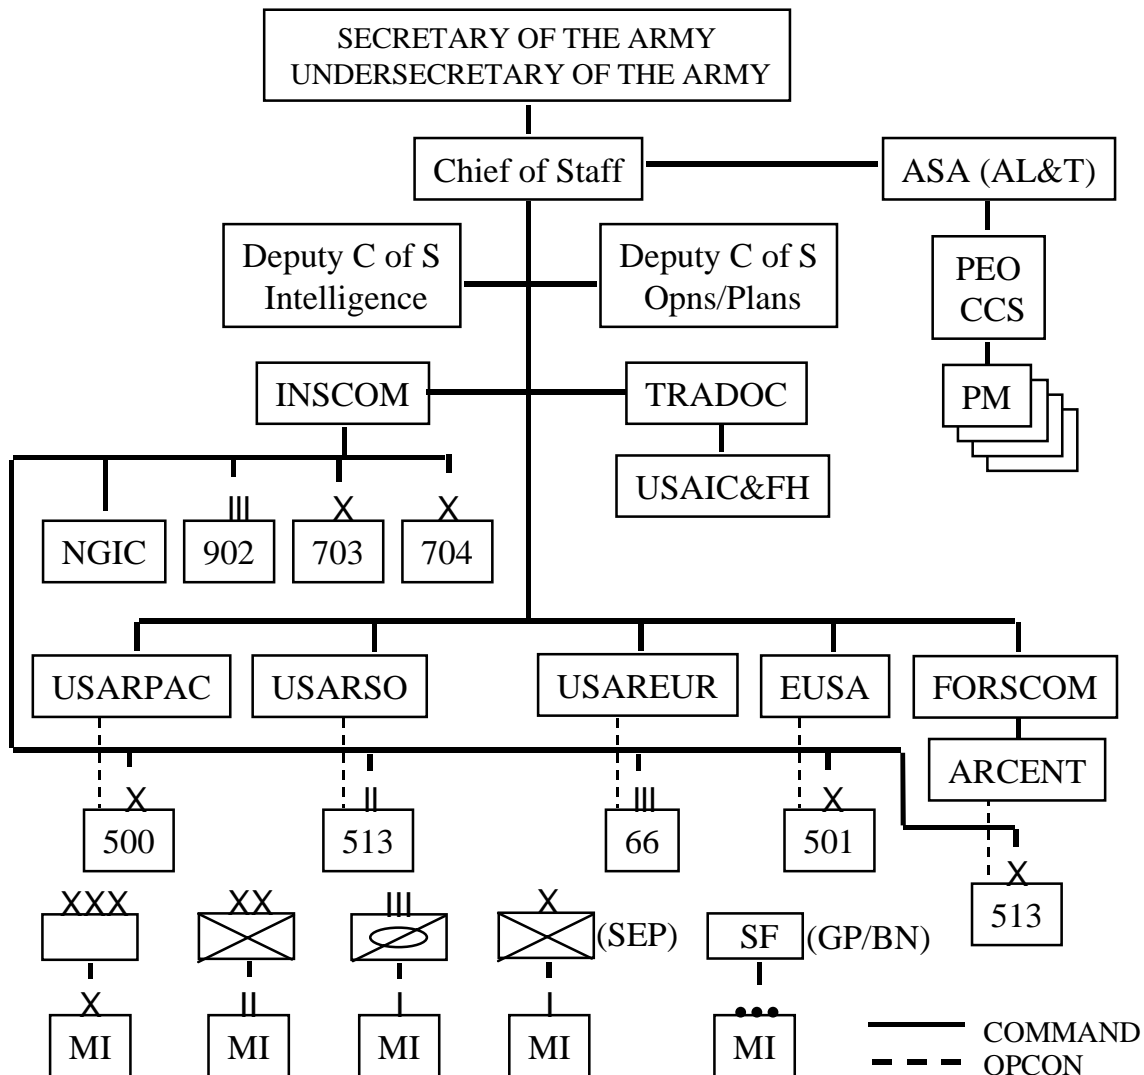 SECRETARY OF THE ARMY
UNDERSECRETARY OF THE ARMY
Chief of Staff
ASA (AL&T)
Deputy C of S
Intelligence
Deputy C of S
Opns/Plans
PEO
CCS
INSCOM
TRADOC
PM
USAIC&FH
III
X
X
NGIC
902
703
704
USARPAC
USARSO
USAREUR
EUSA
FORSCOM
ARCENT
X
II
III
X
500
513
66
501
X
513
XXX
XX
III
X
(SEP)
SF
(GP/BN)
X
II
I
I
●●●
MI
MI
MI
MI
MI
COMMAND
OPCON